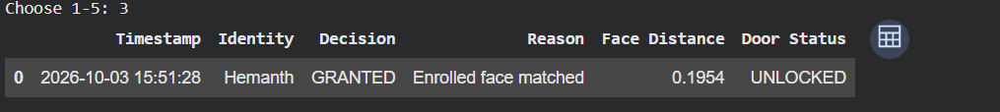 Choose 1-5: 3
Timestamp Identity Decision Reason Face Distance Door Status
0 2026-10-03 15:51:28 Hemanth GRANTED Enrolled face matched 0.1954 UNLOCKED